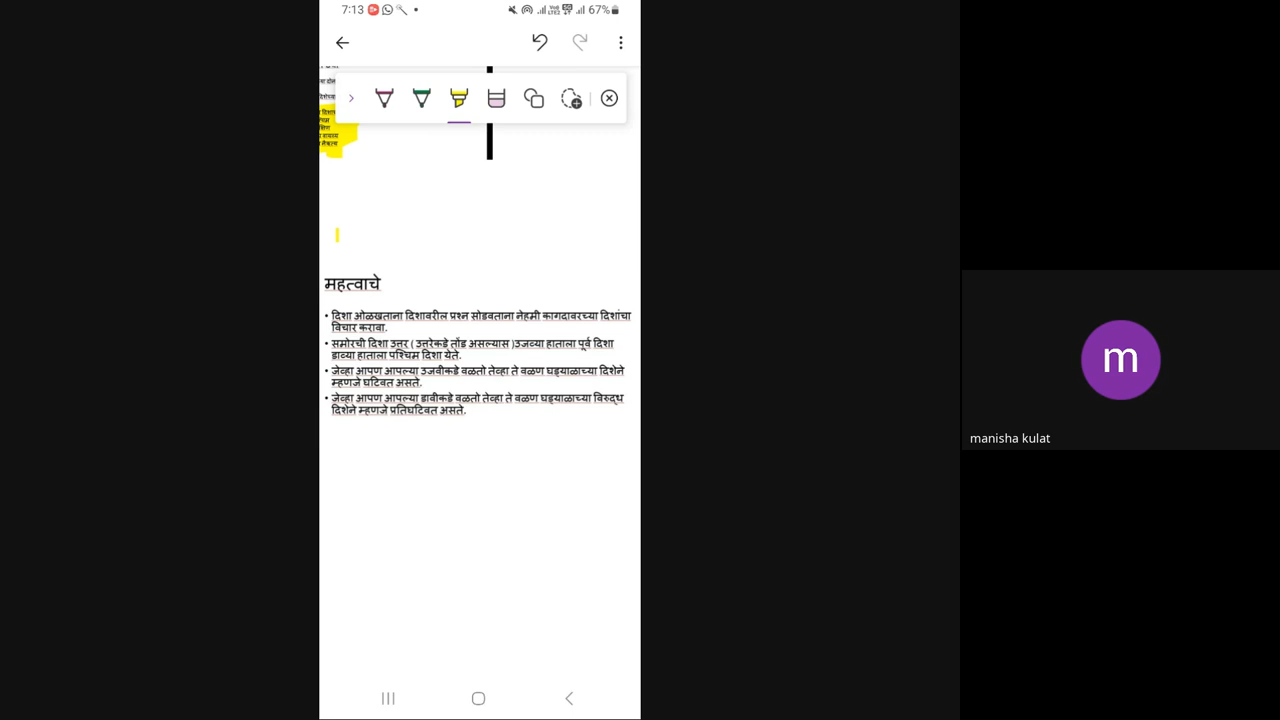 7:13
67%
महत्वाचे
• दिशा ओळखताना दिशावरील प्रश्न सोडवताना नेहमी कागदावरच्या दिशांचा
विचार करावा.
• समोरची दिशा उत्तर ( उत्तरेकडे तोंड असल्यास )उजव्या हाताला पूर्व दिशा
डाव्या हाताला पश्चिम दिशा येते.
• जेव्हा आपण आपल्या उजवीकडे वळतो तेव्हा ते वळण घड्याळाच्या दिशेने
म्हणजे घटिवत असते.
• जेव्हा आपण आपल्या डावीकडे वळतो तेव्हा ते वळण घड्याळाच्या विरुद्ध
दिशेने म्हणजे प्रतिघटिवत असते.
m
manisha kulat